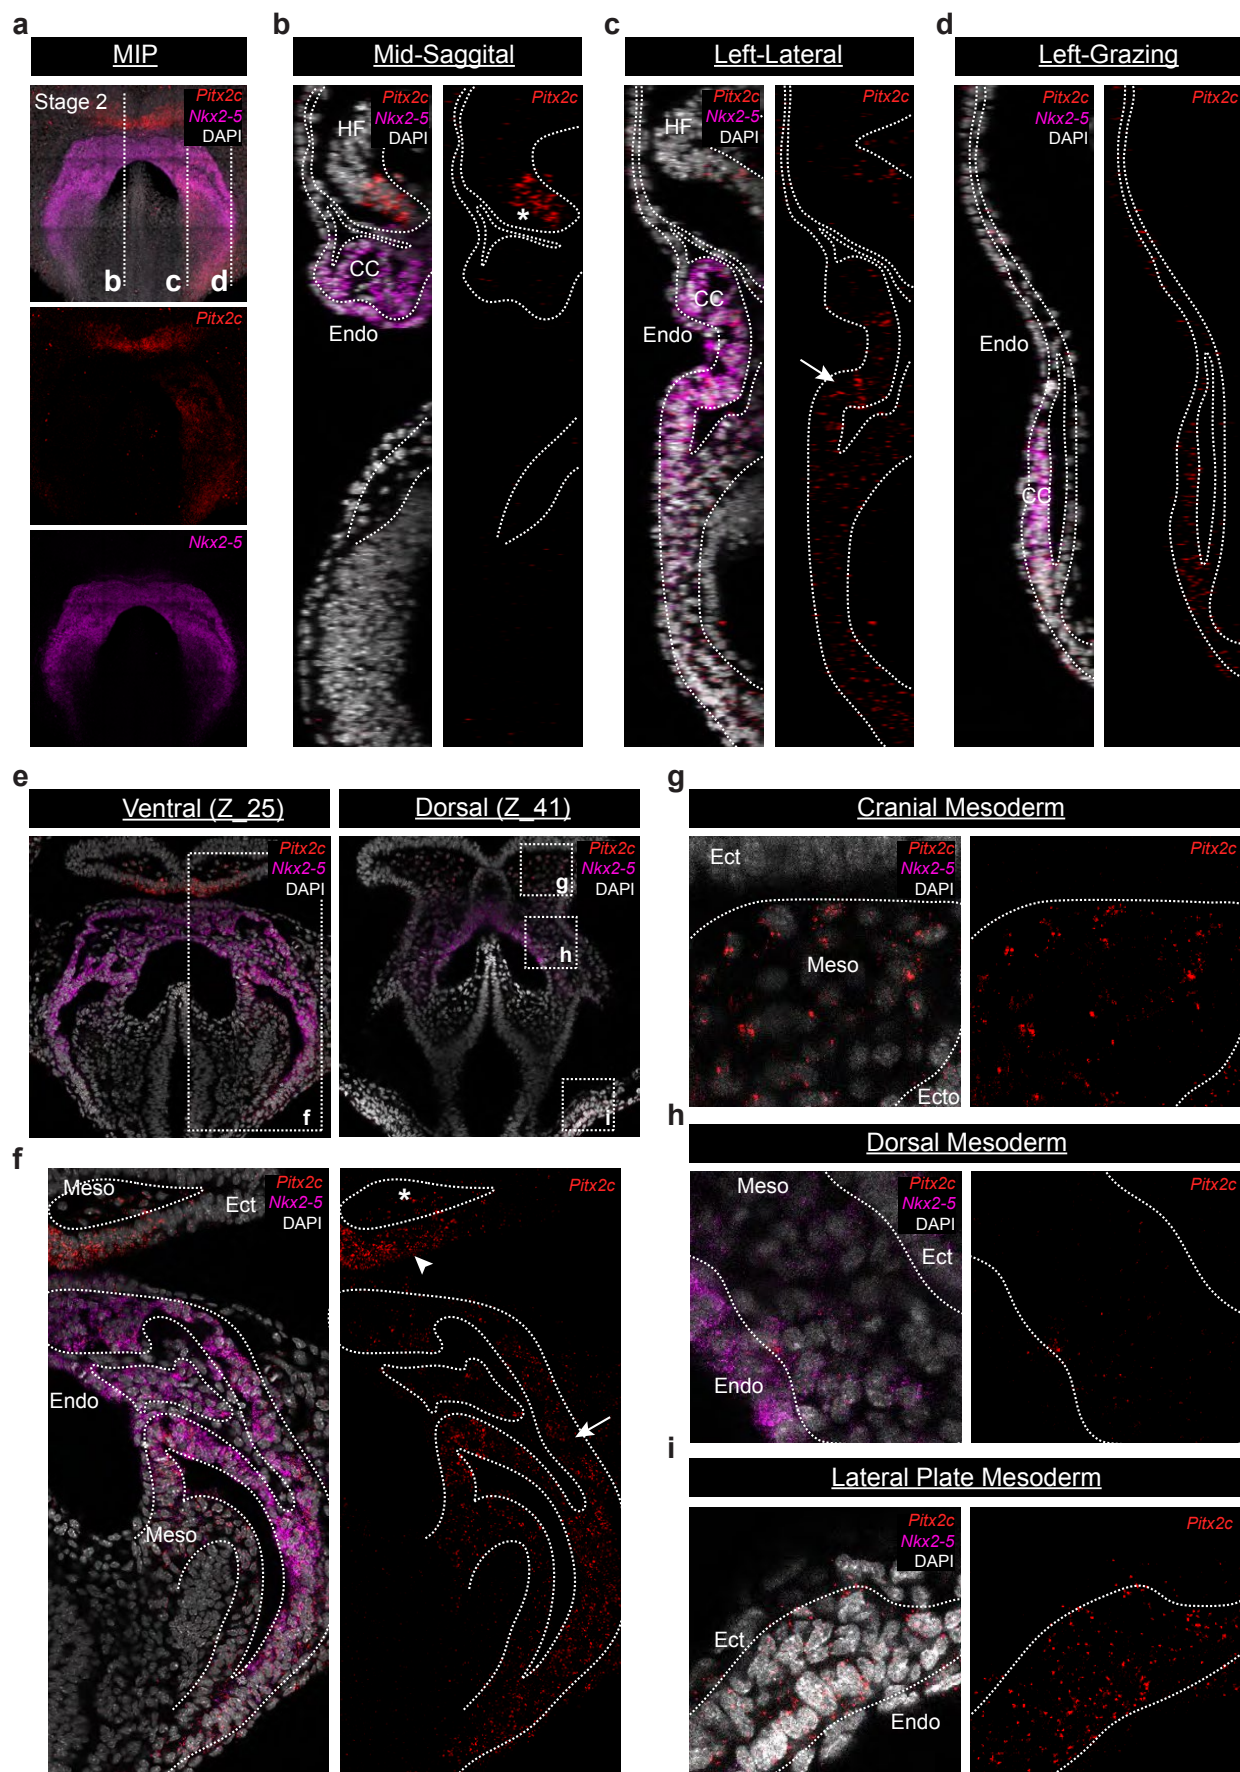 a
MIP
Stage 2
Pitx2c
Nkx2-5
DAPI
b
c
d
Pitx2c
Nkx2-5
b
Mid-Saggital
Pitx2c
Nkx2-5
DAPI
HF
CC
Endo
Pitx2c
*
c
Left-Lateral
Pitx2c
Nkx2-5
DAPI
HF
CC
Endo
Pitx2c
d
Left-Grazing
Pitx2c
Nkx2-5
DAPI
Endo
CC
Pitx2c
e
Ventral (Z_25)
Pitx2c
Nkx2-5
DAPI
f
Dorsal (Z_41)
Pitx2c
Nkx2-5
DAPI
g
h
i
f
Meso
Pitx2c
Nkx2-5
DAPI
Ect
Endo
Meso
Pitx2c
*
g
Cranial Mesoderm
Ect
Pitx2c
Nkx2-5
DAPI
Meso
Ecto
Pitx2c
h
Dorsal Mesoderm
Meso
Pitx2c
Nkx2-5
DAPI
Ect
Endo
Pitx2c
i
Lateral Plate Mesoderm
Pitx2c
Nkx2-5
DAPI
Ect
Endo
Pitx2c